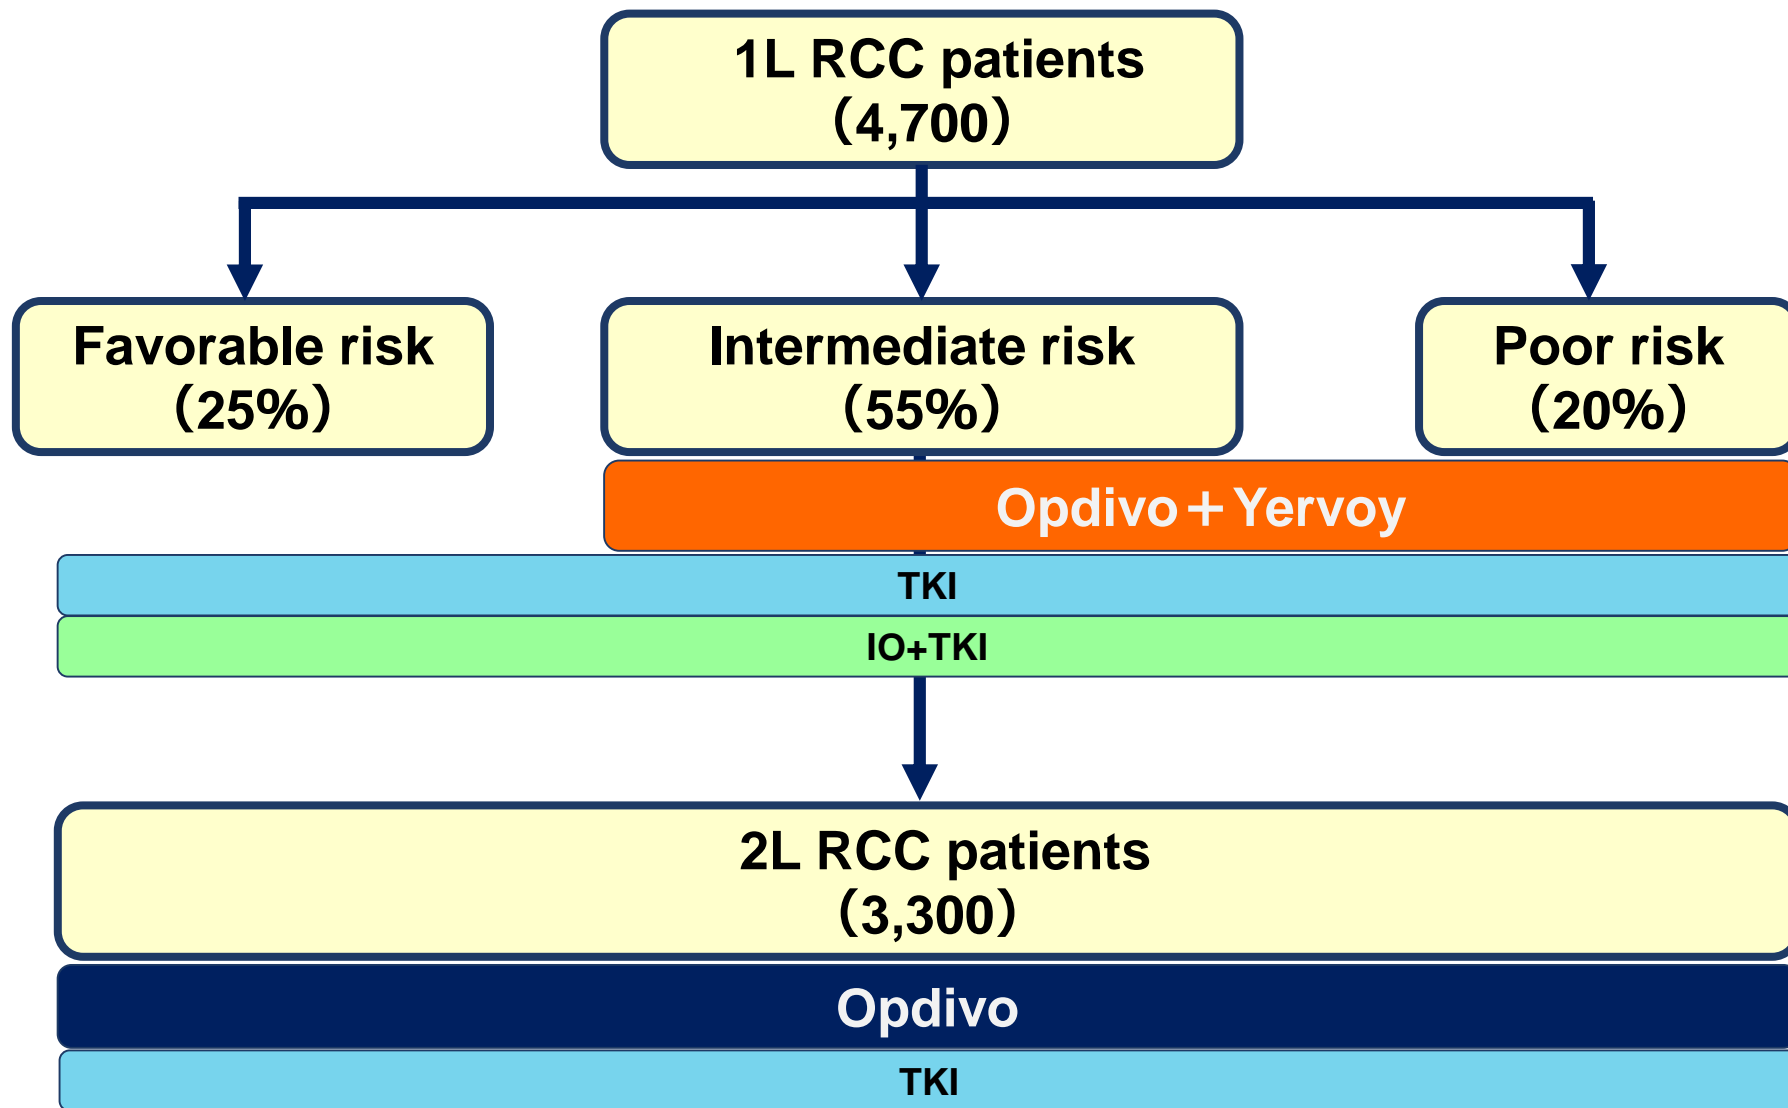 1L RCC patients
（4,700）
Favorable risk
（25%）
Intermediate risk
（55%）
Poor risk
（20%）
Opdivo＋Yervoy
TKI
IO+TKI
2L RCC patients
（3,300）
Opdivo
TKI